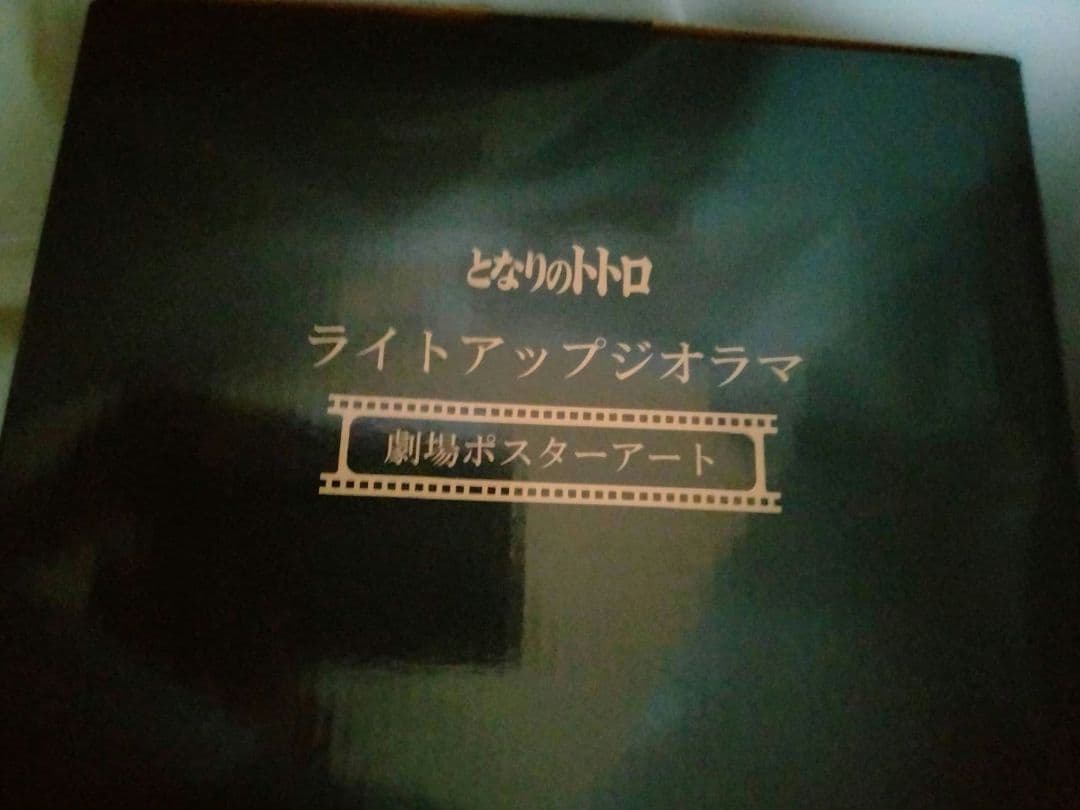 となりのトトロ
ライトアップジオラマ
劇場ポスターアート